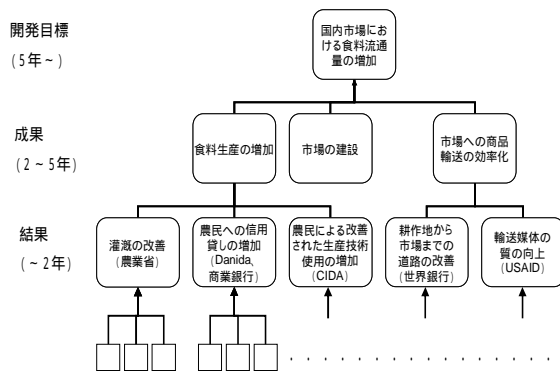 開発目標
(5年~)
国内市場にお
ける食料流通
量の増加
成果
(2~5年)
食料生産の増加
市場の建設
市場への商品
輸送の効率化
結果
(~2年)
灌漑の改善
(農業省)
農民への信用
貸しの増加
(Danida、
商業銀行)
農民による改善
された生産技術
使用の増加
(CIDA)
耕作地から
市場までの
道路の改善
(世界銀行)
輸送媒体の
質の向上
(USAID)